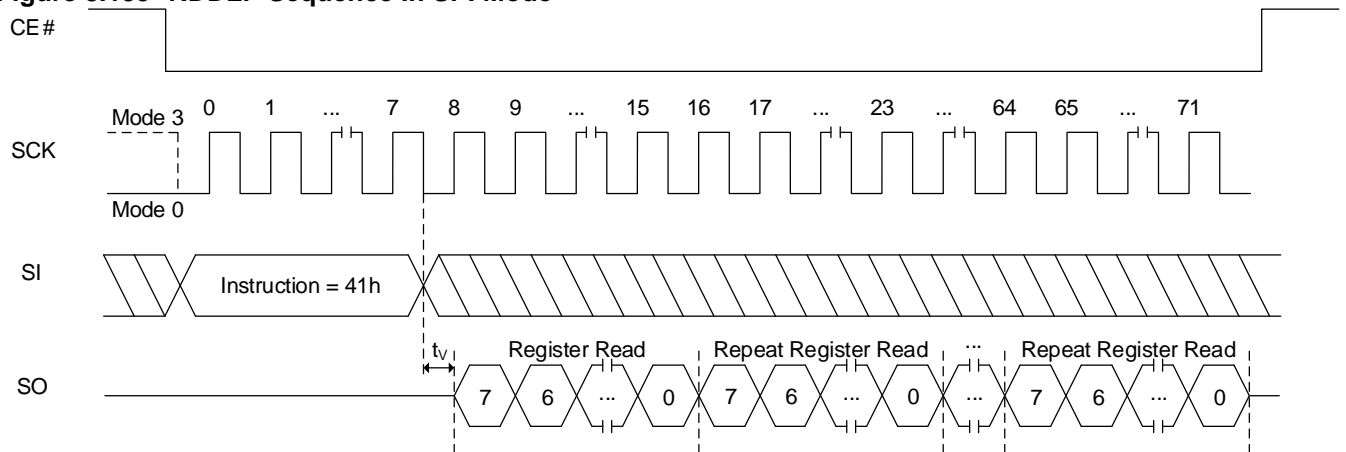 CE#
Mode 3 0 1 ... 7 8 9 ... 15 16 17 ... 23 ... 64 65 ... 71
SCK
Mode 0
SI Instruction = 41h
tV Register Read Repeat Register Read ... Repeat Register Read
SO 7 6 ... 0 7 6 ... 0 ... 7 6 ... 0